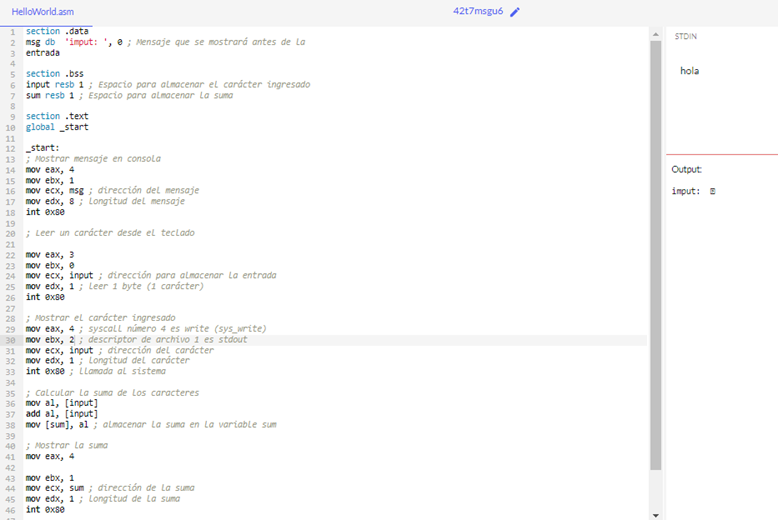 HelloWorld.asm
42t7msgu6
1 section .data
2 msg db 'imput: ', 0 ; Mensaje que se mostrará antes de la
3 entrada
4
5 section .bss
6 input resb 1 ; Espacio para almacenar el carácter ingresado
7 sum resb 1 ; Espacio para almacenar la suma
8
9 section .text
10 global _start
11
12 _start:
13 ; Mostrar mensaje en consola
14 mov eax, 4
15 mov ebx, 1
16 mov ecx, msg ; dirección del mensaje
17 mov edx, 8 ; longitud del mensaje
18 int 0x80
19
20 ; Leer un carácter desde el teclado
21
22 mov eax, 3
23 mov ebx, 0
24 mov ecx, input ; dirección para almacenar la entrada
25 mov edx, 1 ; leer 1 byte (1 carácter)
26 int 0x80
27
28 ; Mostrar el carácter ingresado
29 mov eax, 4 ; syscall número 4 es write (sys_write)
30 mov ebx, 2 ; descriptor de archivo 1 es stdout
31 mov ecx, input ; dirección del carácter
32 mov edx, 1 ; longitud del carácter
33 int 0x80 ; llamada al sistema
34
35 ; Calcular la suma de los caracteres
36 mov al, [input]
37 add al, [input]
38 mov [sum], al ; almacenar la suma en la variable sum
39
40 ; Mostrar la suma
41 mov eax, 4
42
43 mov ebx, 1
44 mov ecx, sum ; dirección de la suma
45 mov edx, 1 ; longitud de la suma
46 int 0x80
STDIN
hola
Output:
imput: